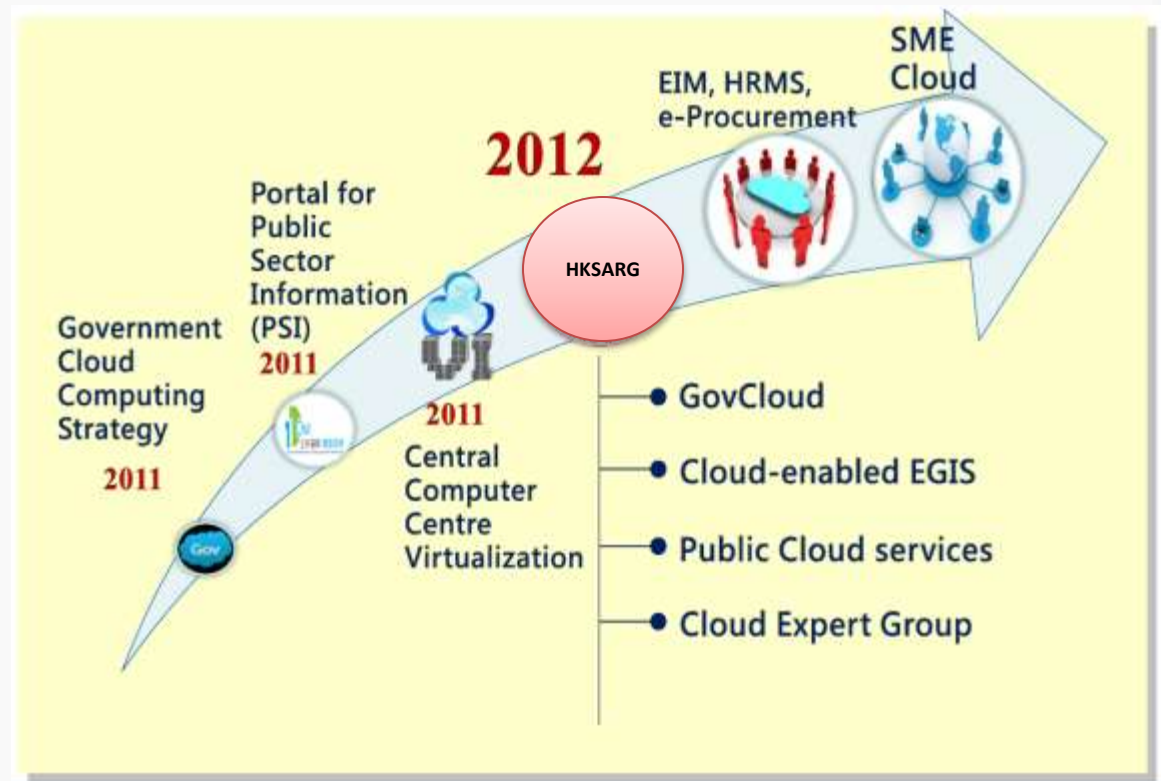 Government
Cloud
Computing
Strategy
2011
Gov
Portal for
Public
Sector
Information
(PSI)
2011
VI
2011
Central
Computer
Centre
Virtualization
2012
HKSARG
GovCloud
Cloud-enabled EGIS
Public Cloud services
Cloud Expert Group
EIM, HRMS,
e-Procurement
SME
Cloud